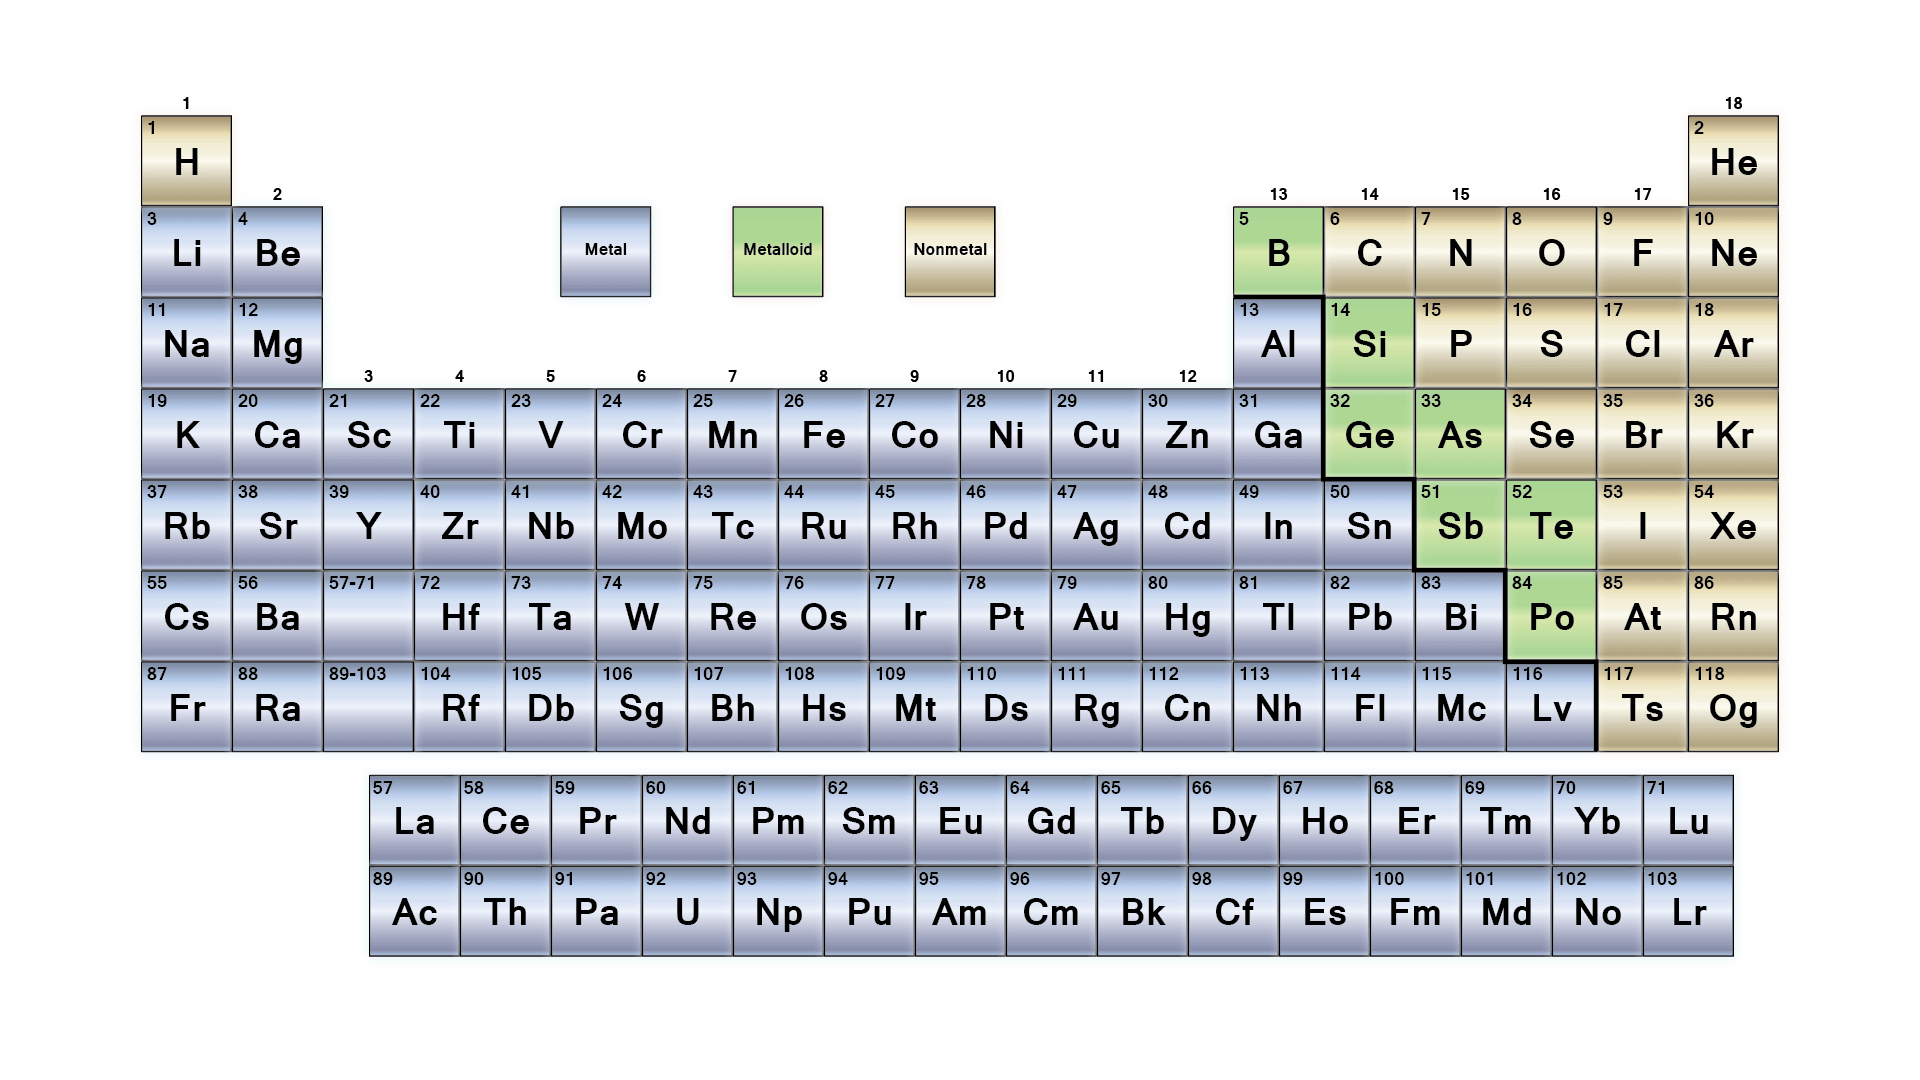 1 18
1 2
H He
2 13 14 15 16 17
3 4 5 6 7 8 9 10
Li Be Metal Metalloid Nonmetal B C N O F Ne
11 12 13 14 15 16 17 18
Na Mg Al Si P S Cl Ar
3 4 5 6 7 8 9 10 11 12
19 20 21 22 23 24 25 26 27 28 29 30 31 32 33 34 35 36
K Ca Sc Ti V Cr Mn Fe Co Ni Cu Zn Ga Ge As Se Br Kr
37 38 39 40 41 42 43 44 45 46 47 48 49 50 51 52 53 54
Rb Sr Y Zr Nb Mo Tc Ru Rh Pd Ag Cd In Sn Sb Te I Xe
55 56 57-71 72 73 74 75 76 77 78 79 80 81 82 83 84 85 86
Cs Ba Hf Ta W Re Os Ir Pt Au Hg Tl Pb Bi Po At Rn
87 88 89-103 104 105 106 107 108 109 110 111 112 113 114 115 116 117 118
Fr Ra Rf Db Sg Bh Hs Mt Ds Rg Cn Nh Fl Mc Lv Ts Og
57 58 59 60 61 62 63 64 65 66 67 68 69 70 71
La Ce Pr Nd Pm Sm Eu Gd Tb Dy Ho Er Tm Yb Lu
89 90 91 92 93 94 95 96 97 98 99 100 101 102 103
Ac Th Pa U Np Pu Am Cm Bk Cf Es Fm Md No Lr